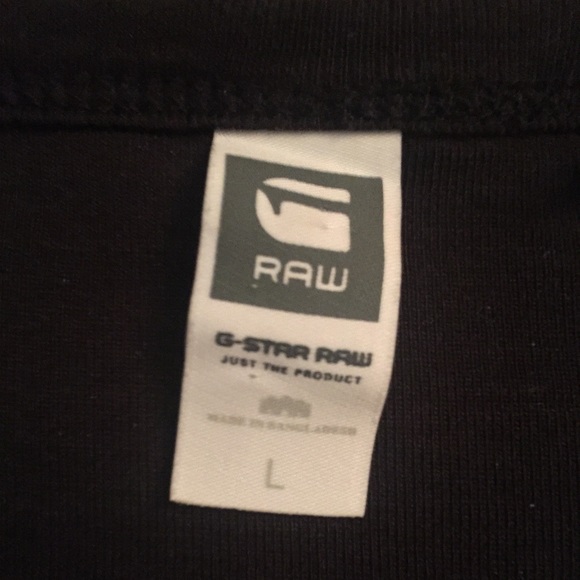 RAW
G-STAR RAW
JUST THE PRODUCT
MADE IN BANGLADESH
L